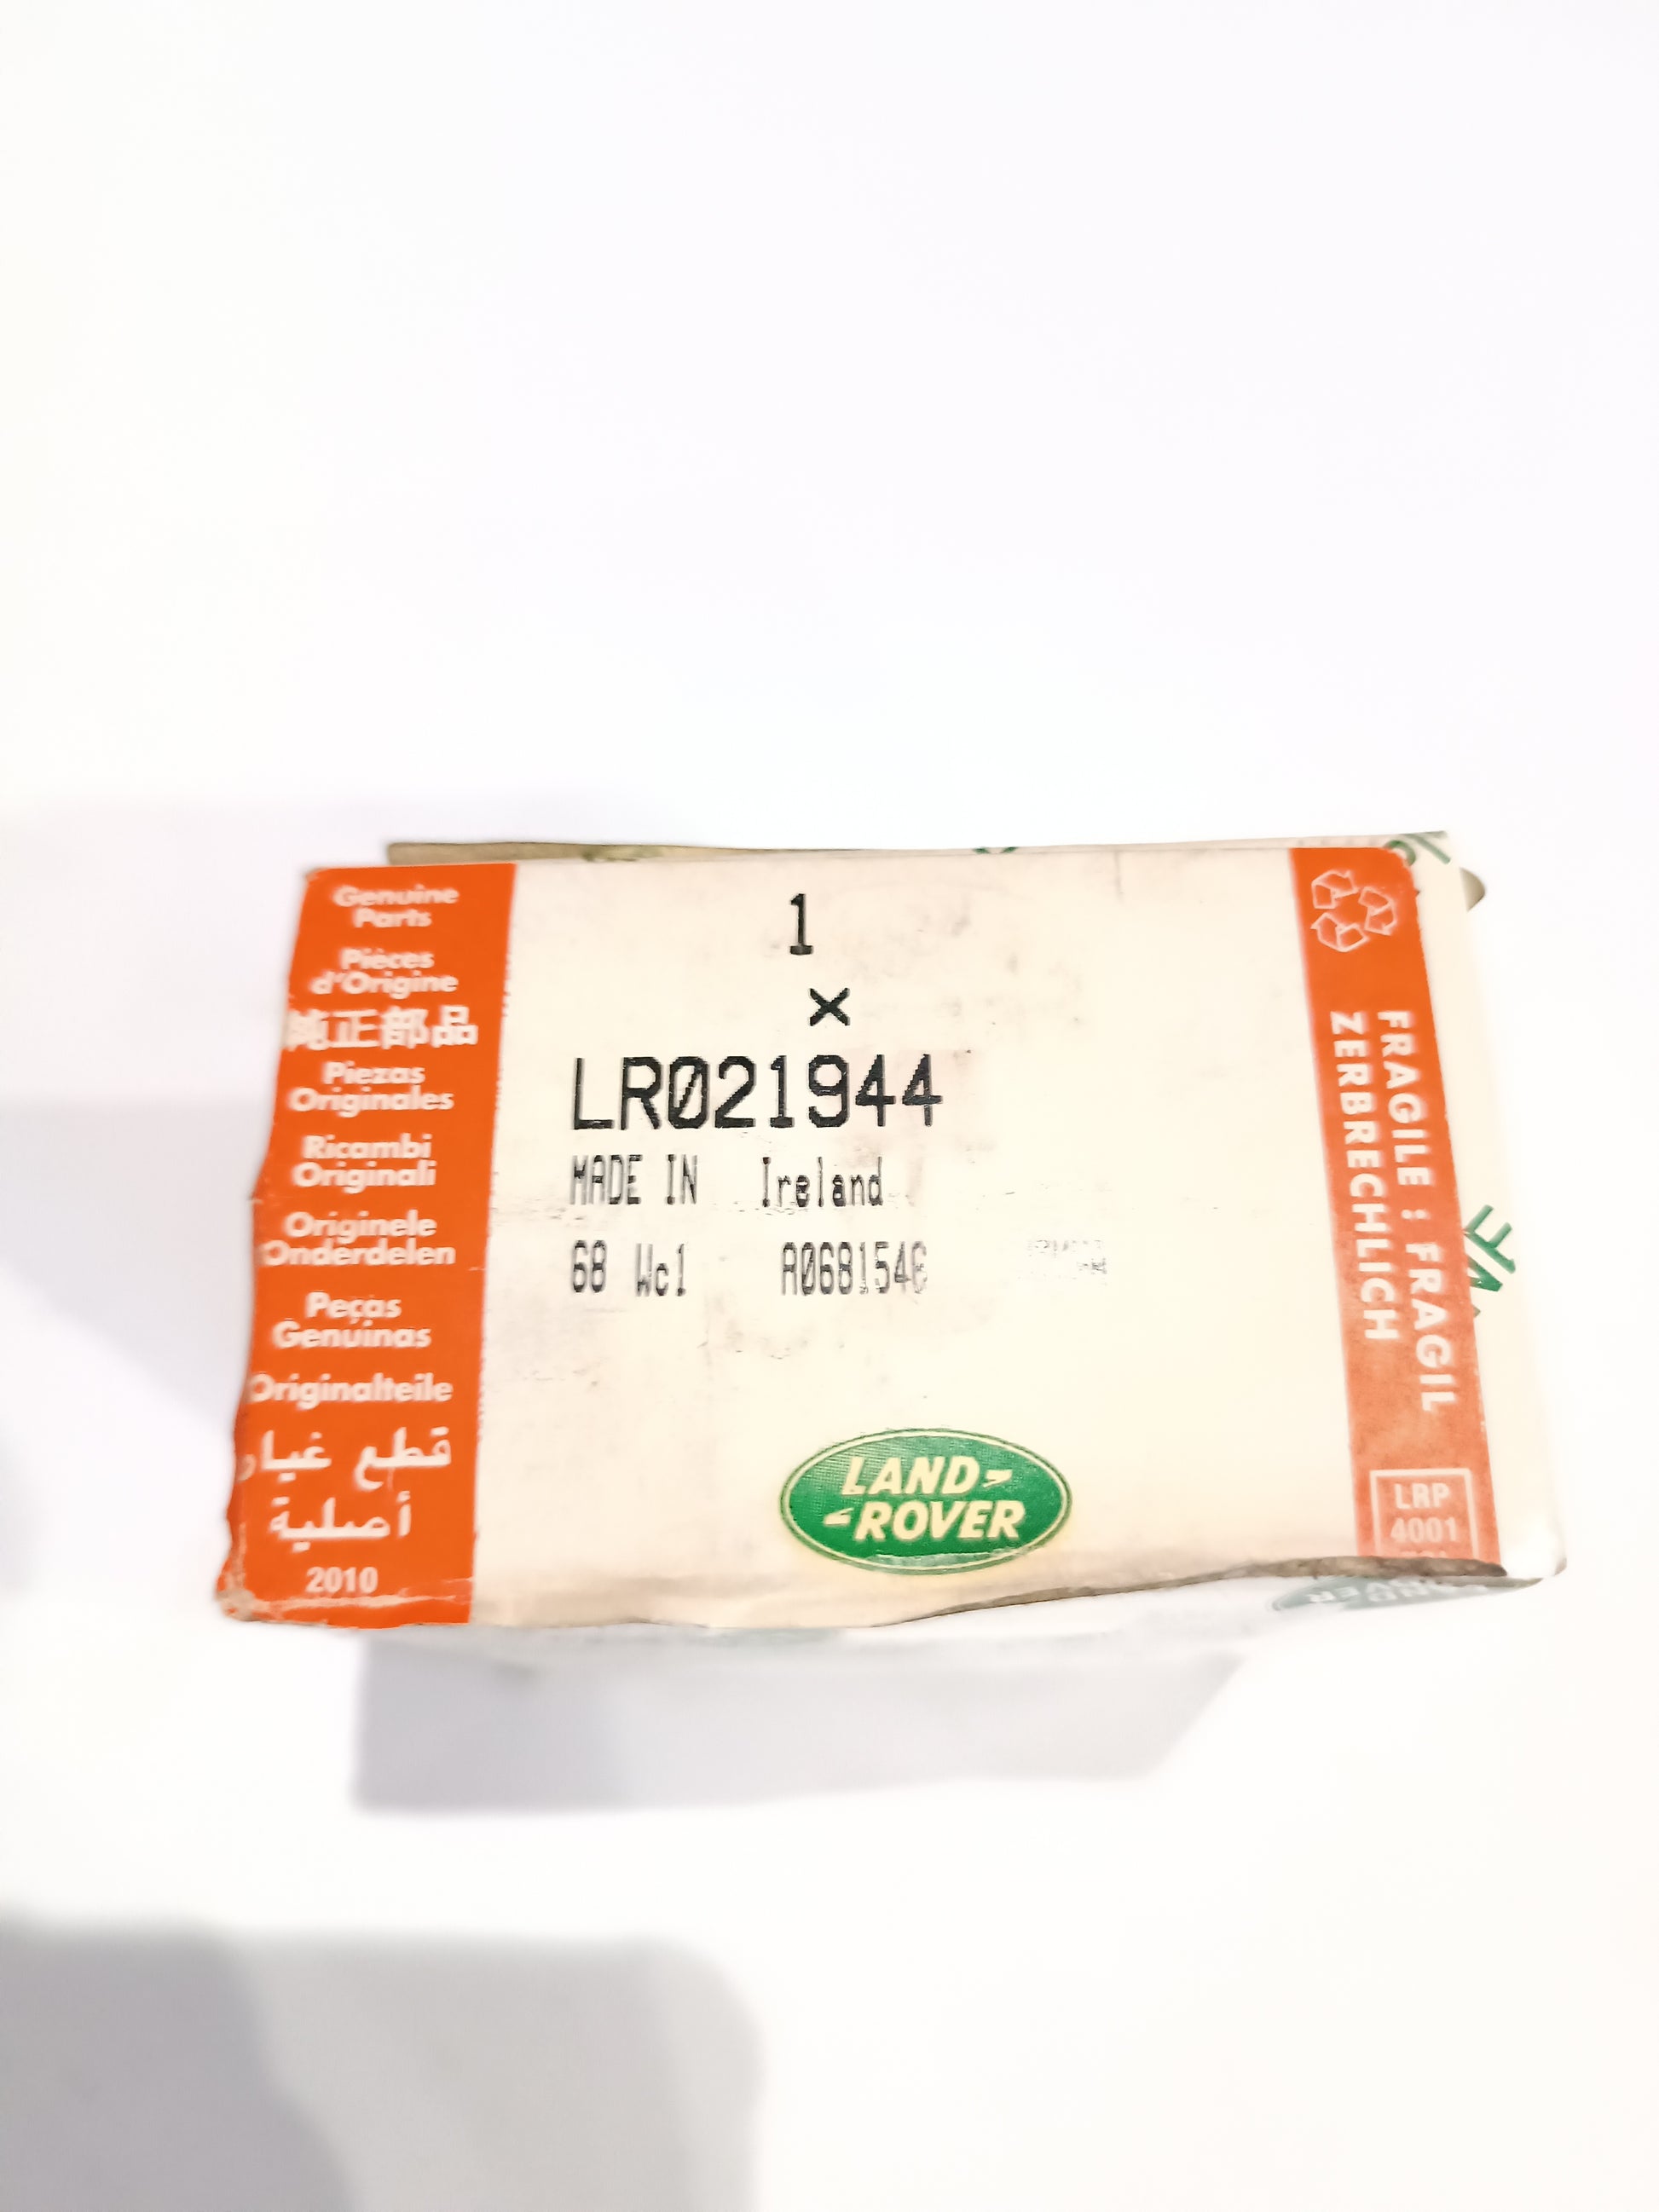 Genuine
Parts
Pièces
d'Origine
純正部品
Piezas
Originales
Ricambi
Originali
Originele
Onderdelen
Peças
Genuínas
Originalteile
قطع غيار
أصلية
2010
1
×
LR021944
MADE IN Ireland
68 Wc1
LAND
ROVER
FRAGILE : FRAGIL
ZERBRECHLICH
LRP
4001